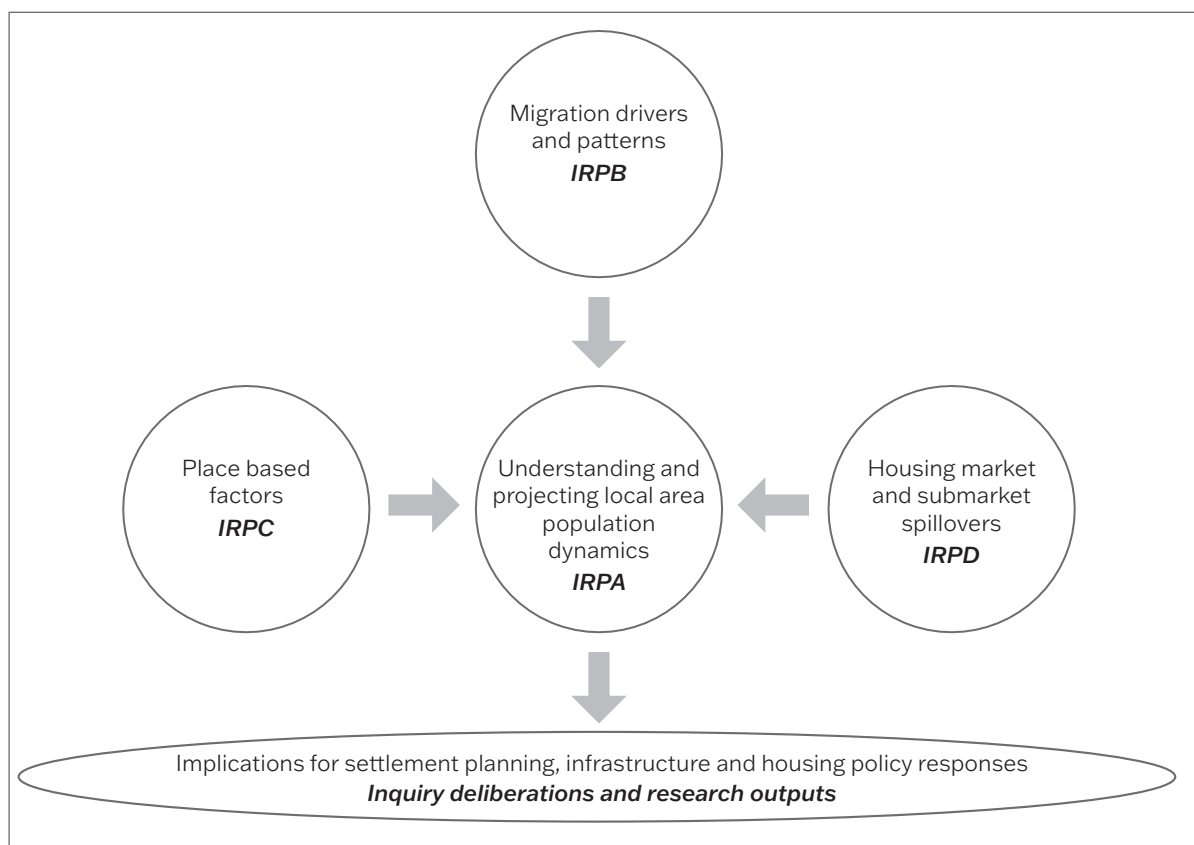 Migration drivers
and patterns
IRPB
Place based
factors
IRPC
Understanding and
projecting local area
population
dynamics
IRPA
Housing market
and submarket
spillovers
IRPD
Implications for settlement planning, infrastructure and housing policy responses
Inquiry deliberations and research outputs